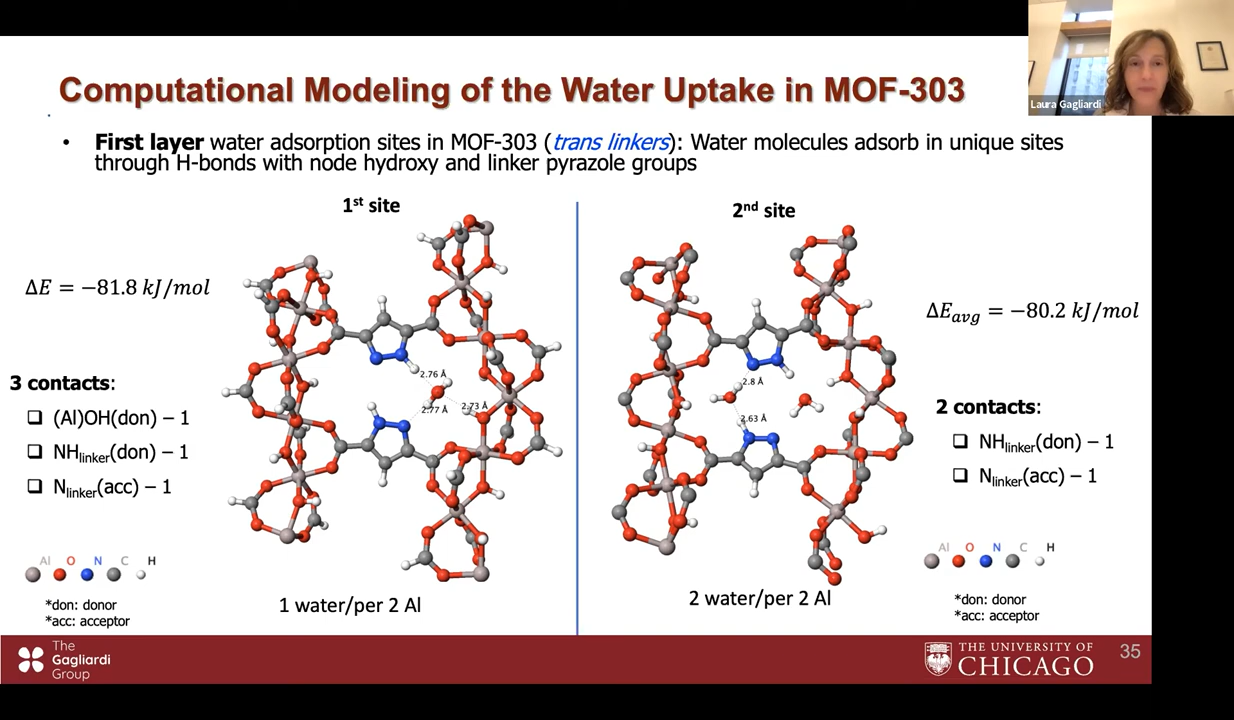 Computational Modeling of the Water Uptake in MOF-303
Laura Gagliardi
• First layer water adsorption sites in MOF-303 (trans linkers): Water molecules adsorb in unique sites
through H-bonds with node hydroxy and linker pyrazole groups
1st site
ΔE = −81.8 kJ/mol
3 contacts:
❑ (Al)OH(don) – 1
❑ NHlinker(don) – 1
❑ Nlinker(acc) – 1
2.76 Å
2.77 Å
2.73 Å
Al O N C H
*don: donor
*acc: acceptor
1 water/per 2 Al
2nd site
ΔEavg = −80.2 kJ/mol
2.8 Å
2.63 Å
2 contacts:
❑ NHlinker(don) – 1
❑ Nlinker(acc) – 1
Al O N C H
*don: donor
*acc: acceptor
2 water/per 2 Al
The
Gagliardi
Group
THE UNIVERSITY OF
CHICAGO
35